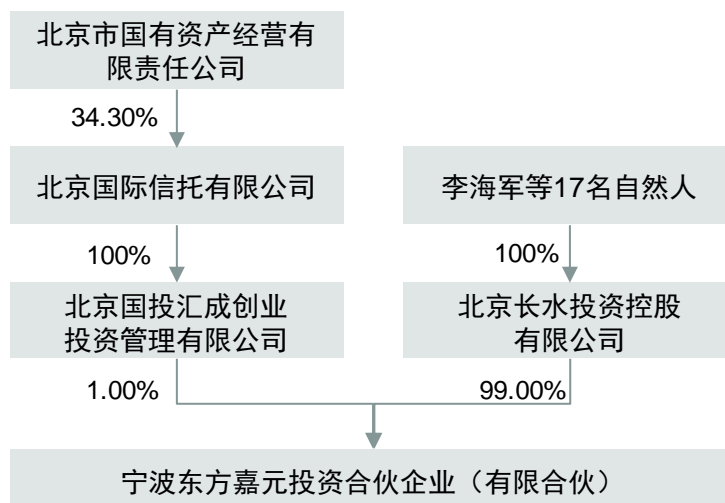 北京市国有资产经营有
限责任公司
34.30%
北京国际信托有限公司
李海军等17名自然人
100%
100%
北京国投汇成创业
投资管理有限公司
北京长水投资控股
有限公司
1.00%
99.00%
宁波东方嘉元投资合伙企业（有限合伙）